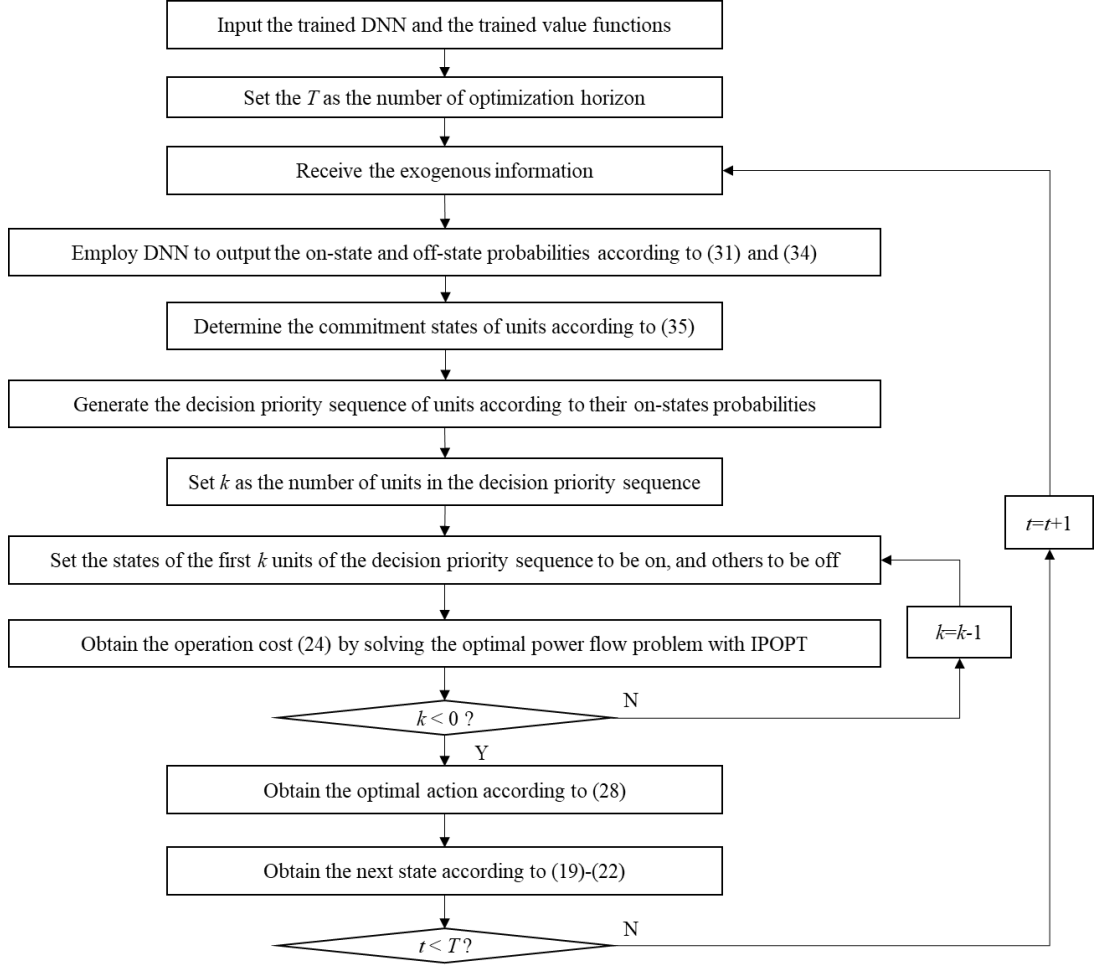 Input the trained DNN and the trained value functions
Set the T as the number of optimization horizon
Receive the exogenous information
Employ DNN to output the on-state and off-state probabilities according to (31) and (34)
Determine the commitment states of units according to (35)
Generate the decision priority sequence of units according to their on-states probabilities
Set k as the number of units in the decision priority sequence
t=t+1
Set the states of the first k units of the decision priority sequence to be on, and others to be off
Obtain the operation cost (24) by solving the optimal power flow problem with IPOPT
k=k-1
k < 0 ?
N
Y
Obtain the optimal action according to (28)
Obtain the next state according to (19)-(22)
t < T ?
N